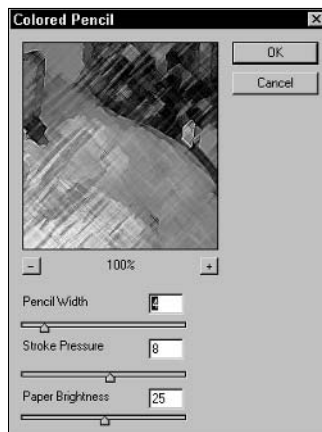 Colored Pencil
OK
Cancel
- 100% +
Pencil Width 4
Stroke Pressure 8
Paper Brightness 25